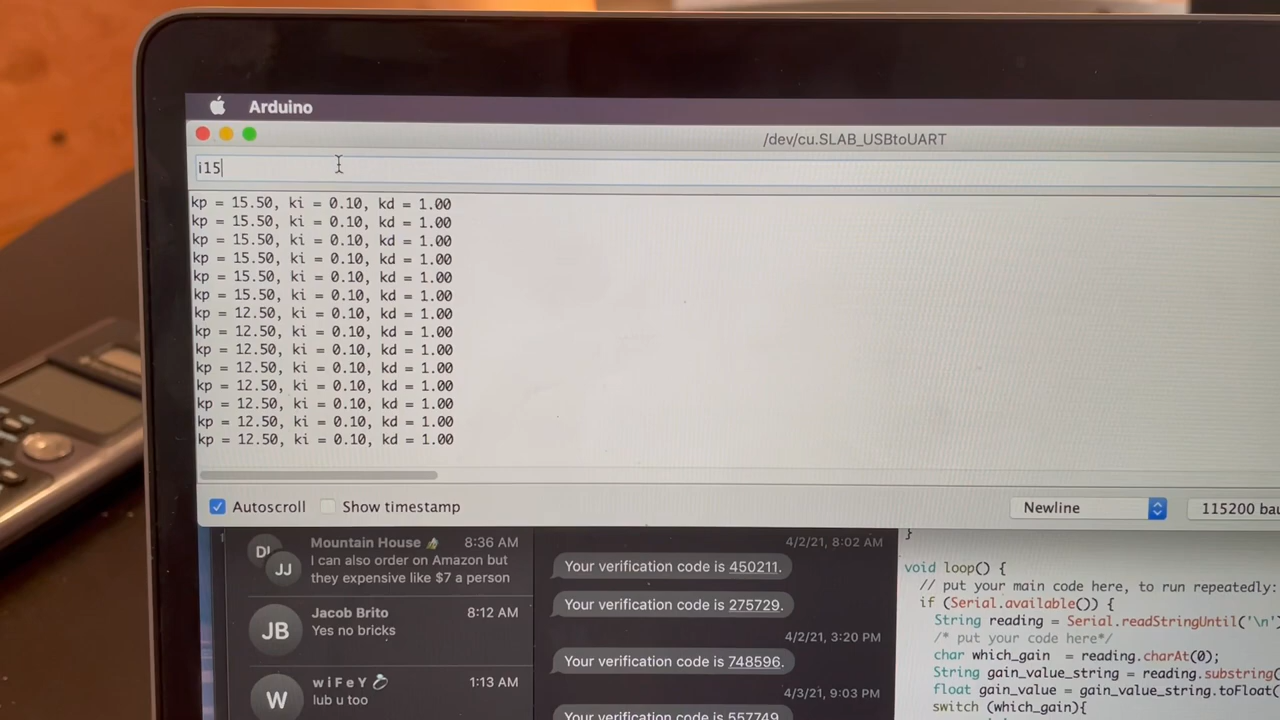 Arduino
/dev/cu.SLAB_USBtoUART
i15
kp = 15.50, ki = 0.10, kd = 1.00
kp = 15.50, ki = 0.10, kd = 1.00
kp = 15.50, ki = 0.10, kd = 1.00
kp = 15.50, ki = 0.10, kd = 1.00
kp = 15.50, ki = 0.10, kd = 1.00
kp = 15.50, ki = 0.10, kd = 1.00
kp = 12.50, ki = 0.10, kd = 1.00
kp = 12.50, ki = 0.10, kd = 1.00
kp = 12.50, ki = 0.10, kd = 1.00
kp = 12.50, ki = 0.10, kd = 1.00
kp = 12.50, ki = 0.10, kd = 1.00
kp = 12.50, ki = 0.10, kd = 1.00
kp = 12.50, ki = 0.10, kd = 1.00
kp = 12.50, ki = 0.10, kd = 1.00
Autoscroll Show timestamp Newline 115200 bau
DI JJ
Mountain House 8:36 AM
I can also order on Amazon but
they expensive like $7 a person
JB
Jacob Brito 8:12 AM
Yes no bricks
W
w i F e Y 1:13 AM
lub u too
4/2/21, 8:02 AM
Your verification code is 450211.
Your verification code is 275729.
4/2/21, 3:20 PM
Your verification code is 748596.
4/3/21, 9:03 PM
Your verification code is 557749.
}
void loop() {
// put your main code here, to run repeatedly:
if (Serial.available()) {
String reading = Serial.readStringUntil('\n')
/* put your code here*/
char which_gain = reading.charAt(0);
String gain_value_string = reading.substring(
float gain_value = gain_value_string.toFloat(
switch (which_gain){